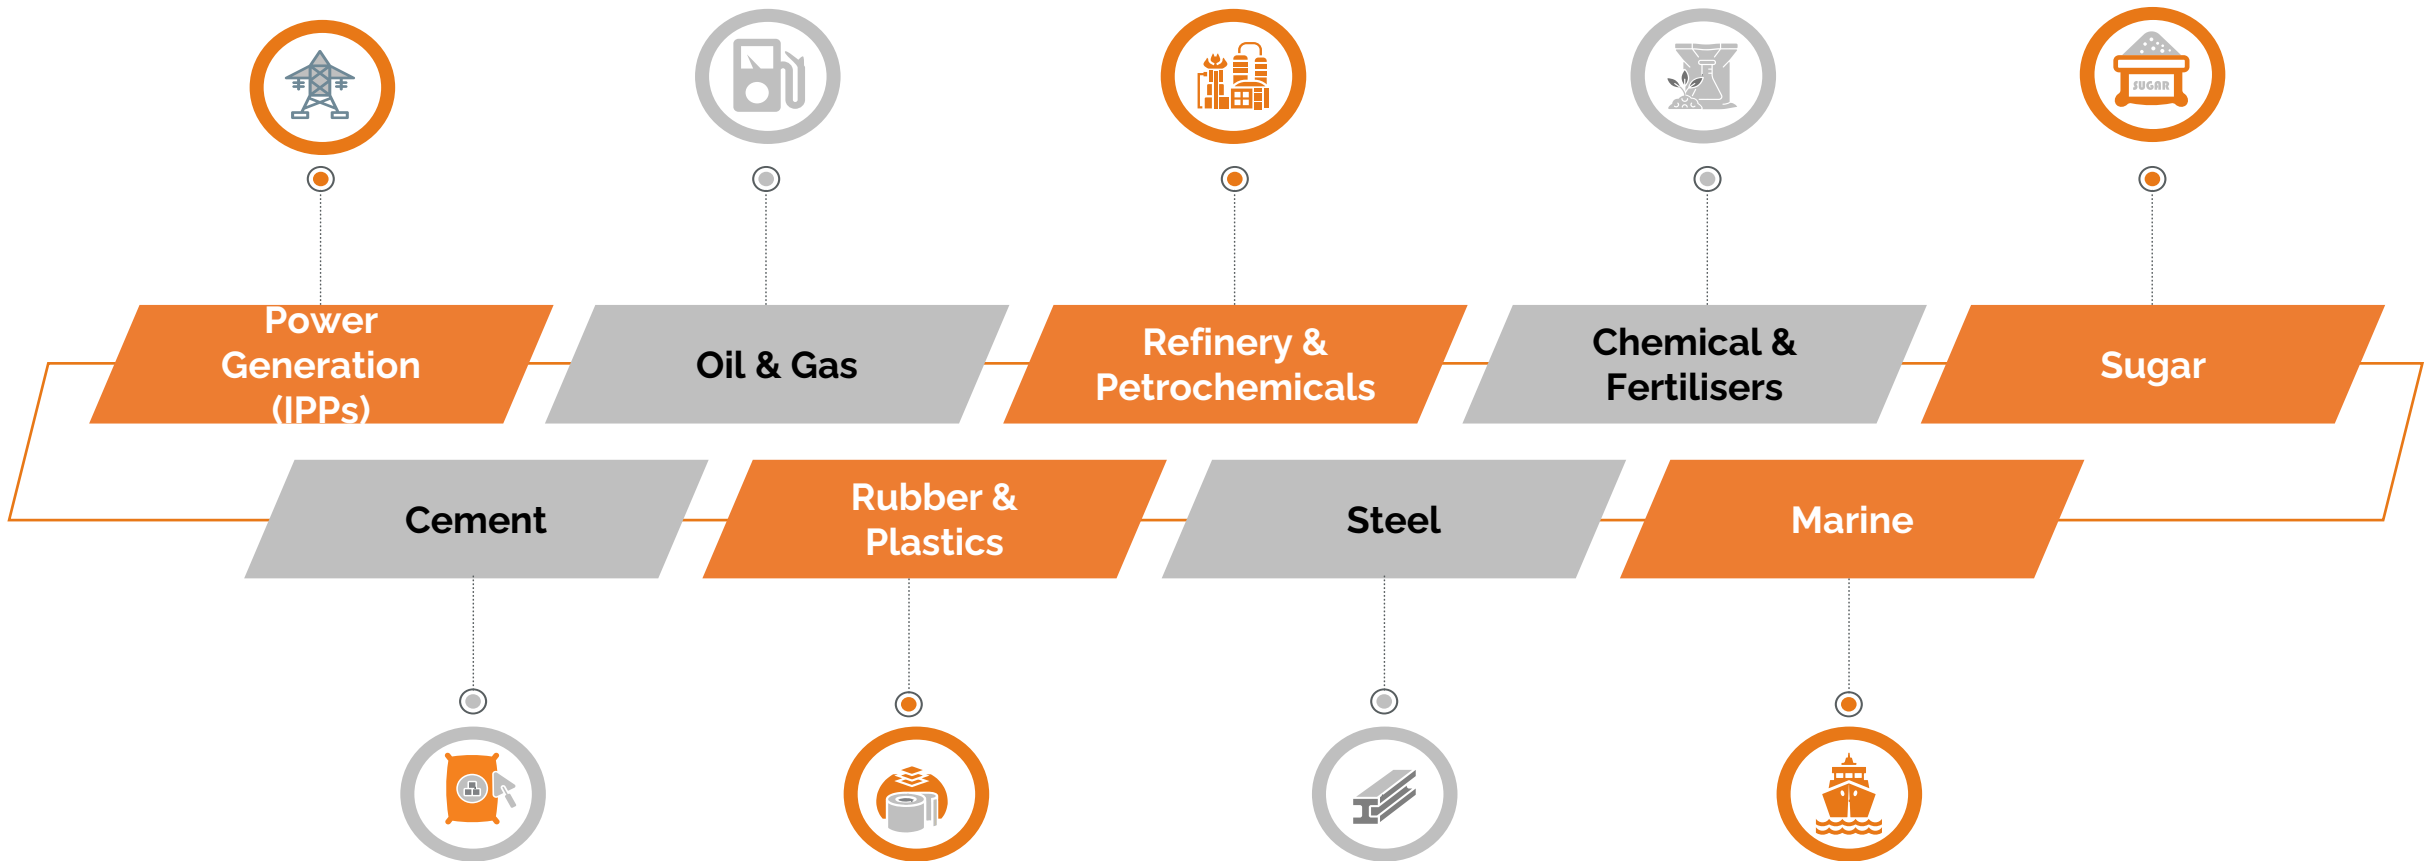 SUGAR
Power
Generation
(IPPs)
Oil & Gas
Refinery &
Petrochemicals
Chemical &
Fertilisers
Sugar
Cement
Rubber &
Plastics
Steel
Marine